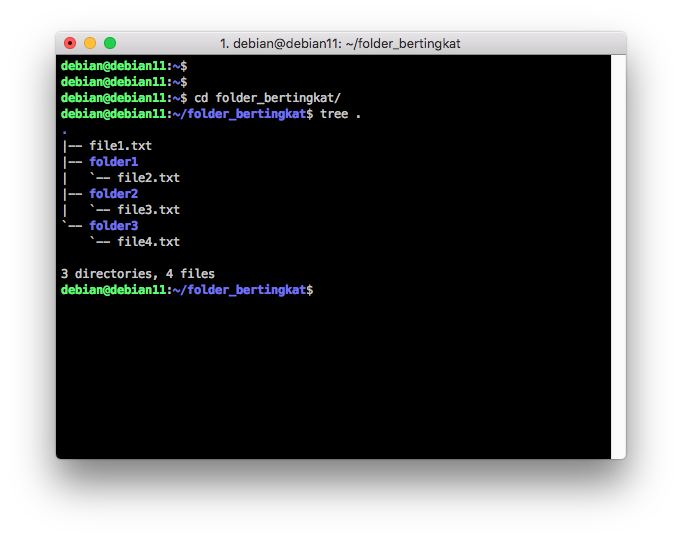 1. debian@debian11: ~/folder_bertingkat
debian@debian11:~$
debian@debian11:~$
debian@debian11:~$ cd folder_bertingkat/
debian@debian11:~/folder_bertingkat$ tree .
.
|-- file1.txt
|-- folder1
|   `-- file2.txt
|-- folder2
|   `-- file3.txt
`-- folder3
    `-- file4.txt

3 directories, 4 files
debian@debian11:~/folder_bertingkat$